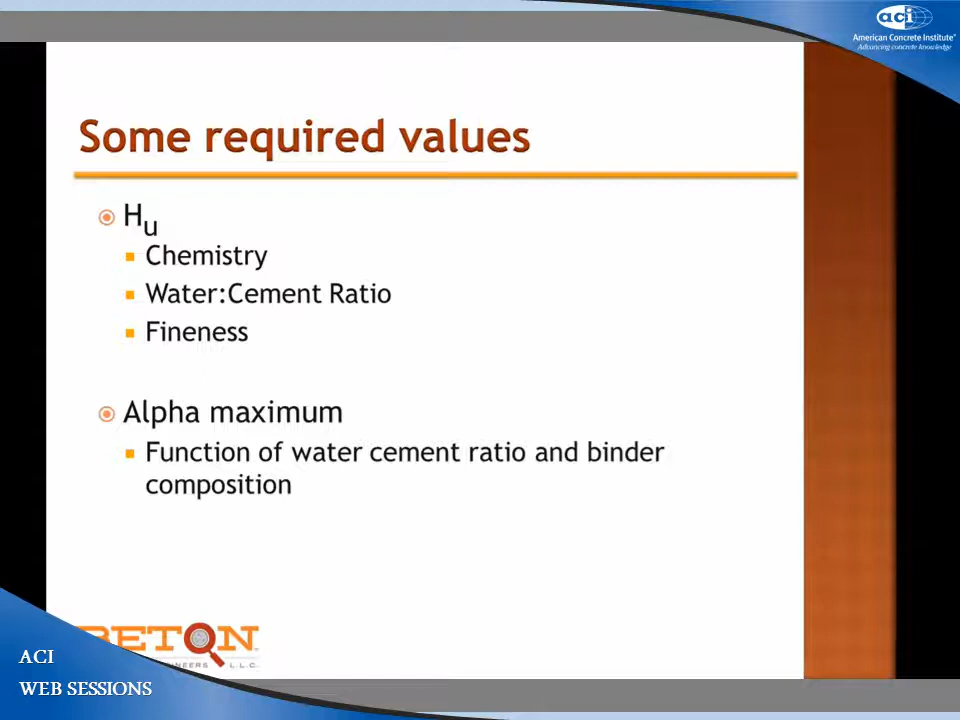 aci
American Concrete Institute®
Advancing concrete knowledge
Some required values
Hu
Chemistry
Water:Cement Ratio
Fineness
Alpha maximum
Function of water cement ratio and binder
composition
BETON
L.L.C.
ACI
WEB SESSIONS